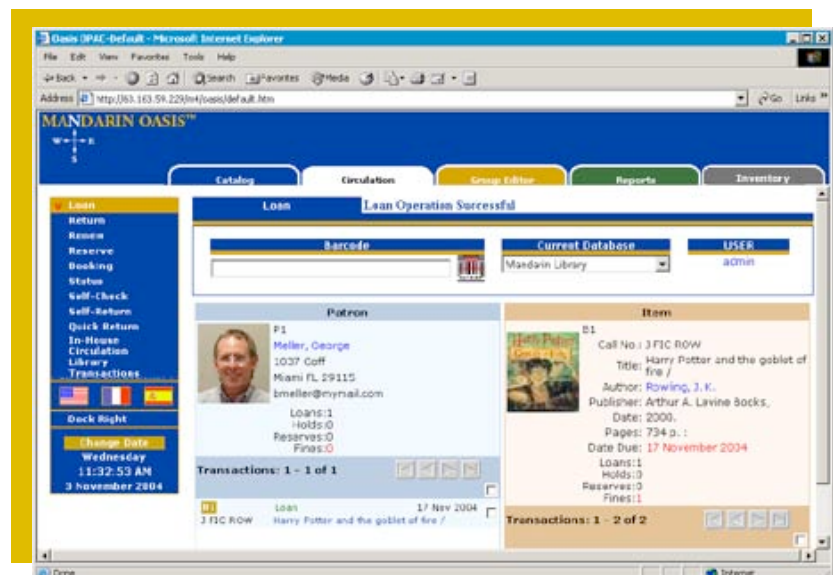 Oasis OPAC-Default - Microsoft Internet Explorer
File Edit View Favorites Tools Help
Back Search Favorites Media
Address http://63.163.59.229/m4/oasis/default.htm Go Links
MANDARIN OASIS™
W E
S
Catalog Circulation Group Editor Reports Inventory
Loan
Return
Renew
Reserve
Booking
Status
Self-Check
Self-Return
Quick Return
In-House
Circulation
Library
Transactions
Dock Right
Change Date
Wednesday
11:32:53 AM
3 November 2004
Loan Loan Operation Successful
Barcode Current Database USER
Mandarin Library admin
Patron
P1
Meller, George
1037 Goff
Miami FL 29115
bmeller@mymail.com
Loans:1
Holds:0
Reserves:0
Fines:0
Transactions: 1 - 1 of 1
B1 Loan 17 Nov 2004
J FIC ROW Harry Potter and the goblet of fire /
Item
B1
Call No.: J FIC ROW
Title: Harry Potter and the goblet of fire /
Author: Rowling, J. K.
Publisher: Arthur A. Levine Books,
Date: 2000.
Pages: 734 p. :
Date Due: 17 November 2004
Loans:1
Holds:0
Reserves:0
Fines:1
Transactions: 1 - 2 of 2
Done Internet